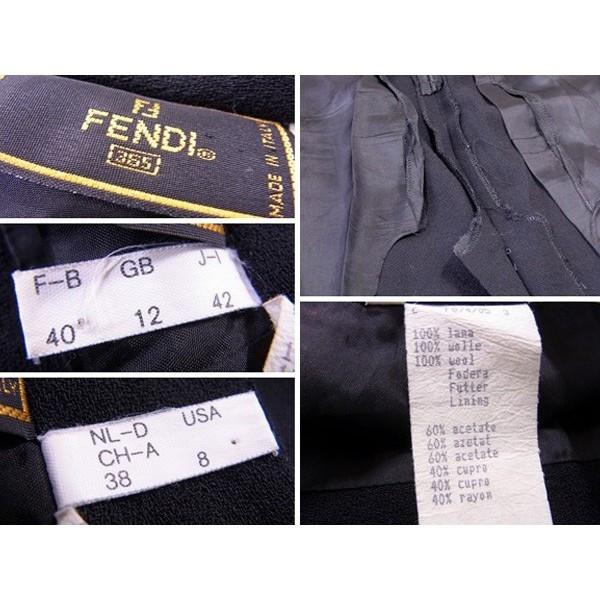 FENDI
365
MADE IN ITALY
F-B GB J-I
40 12 42
NL-D USA
CH-A
38 8
100% lana
100% wolle
100% wool
Fodera
Futter
Lining
60% acetate
60% azetat
60% acetate
40% cupro
40% cupro
40% rayon